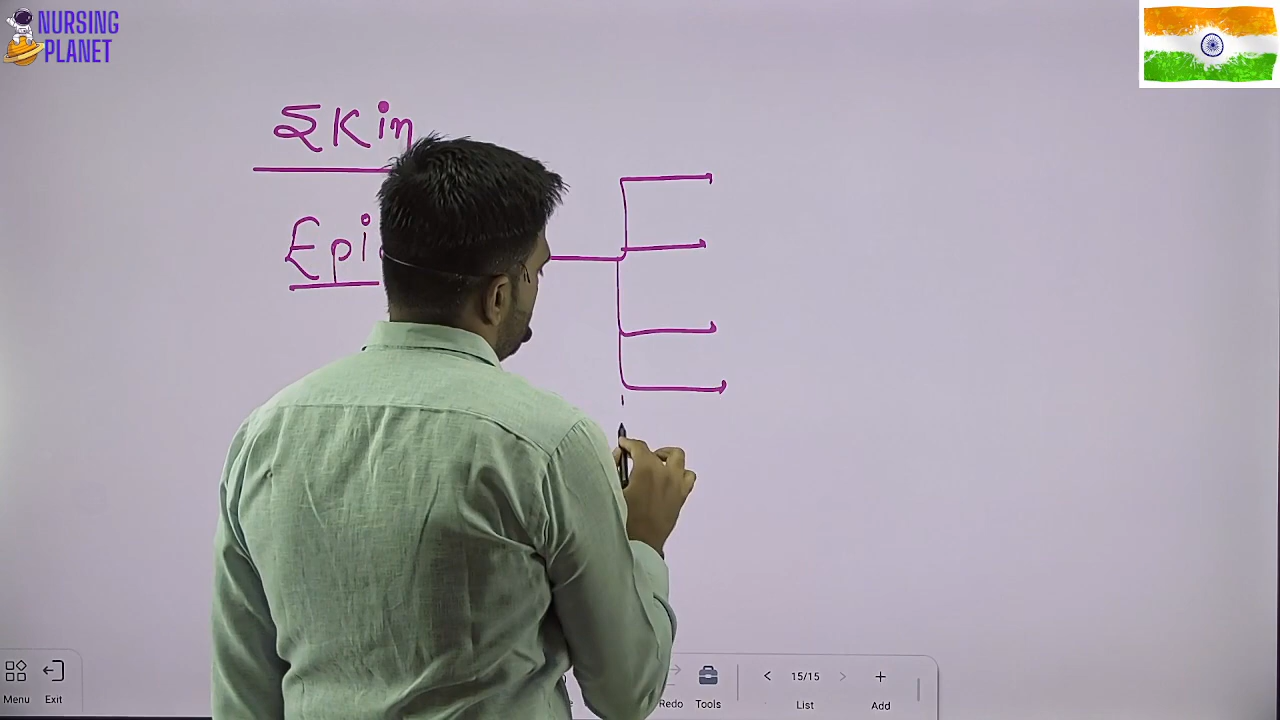 NURSING
PLANET
Skin
Epi
Menu
Exit
Redo
Tools
15/15
List
Add